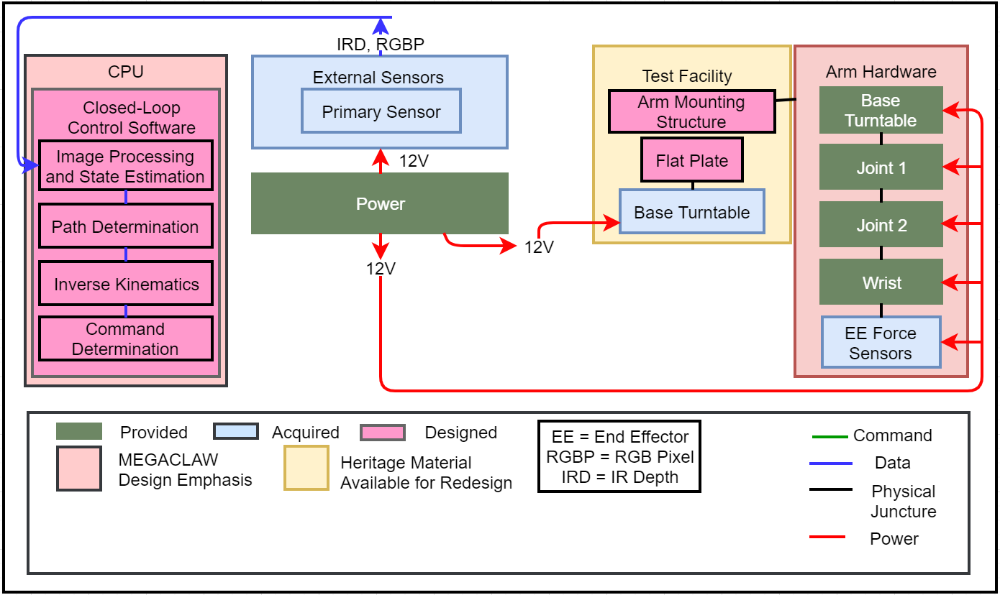 IRD, RGBP
CPU
Closed-Loop
Control Software
Image Processing
and State Estimation
Path Determination
Inverse Kinematics
Command
Determination
External Sensors
Primary Sensor
12V
Power
12V
12V
Test Facility
Arm Mounting
Structure
Flat Plate
Base Turntable
Arm Hardware
Base
Turntable
Joint 1
Joint 2
Wrist
EE Force
Sensors
Provided
Acquired
Designed
MEGACLAW
Design Emphasis
Heritage Material
Available for Redesign
EE = End Effector
RGBP = RGB Pixel
IRD = IR Depth
Command
Data
Physical
Juncture
Power